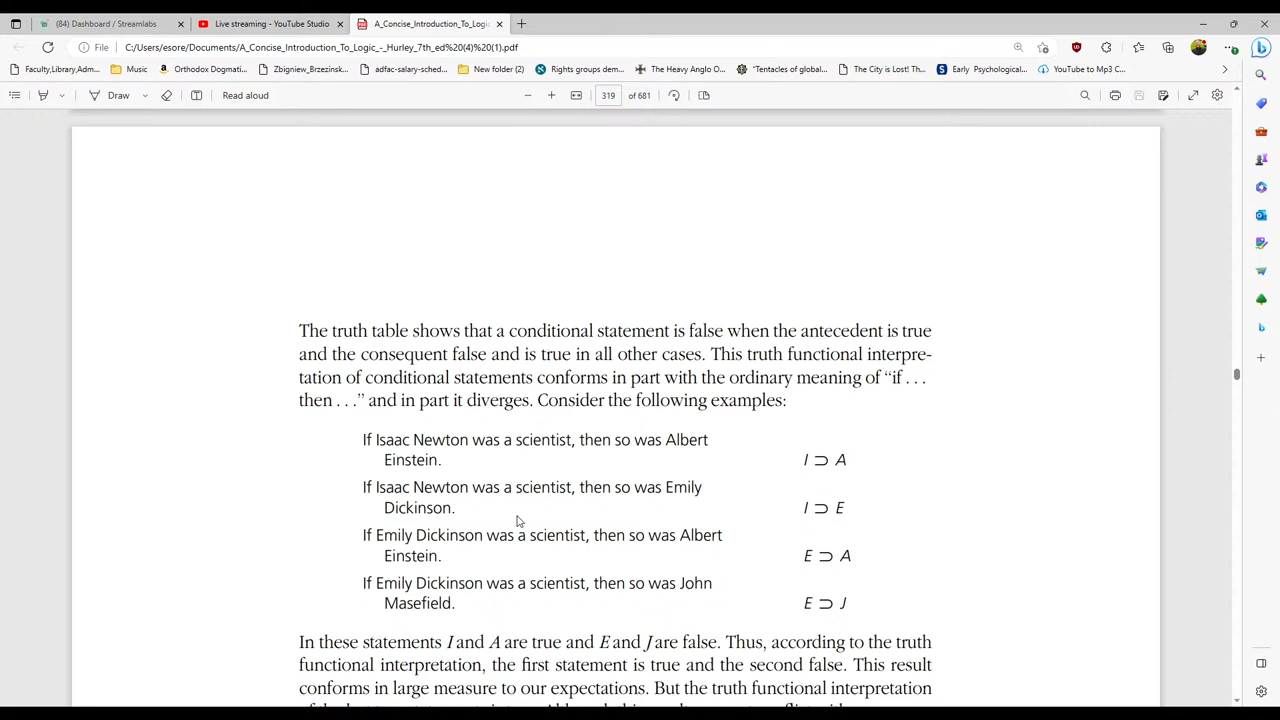 (84) Dashboard / Streamlabs
Live streaming - YouTube Studio
A_Concise_Introduction_To_Logic
File
C:/Users/esore/Documents/A_Concise_Introduction_To_Logic_-_Hurley_7th_ed%20(4)%20(1).pdf
Faculty,Library,Adm...
Music
Orthodox Dogmati...
Zbigniew_Brzezinsk...
adfac-salary-sched...
New folder (2)
Rights groups dem...
The Heavy Anglo O...
"Tentacles of global...
The City is Lost! Th...
Early Psychological...
YouTube to Mp3 C...
Draw
Read aloud
319
of 681
The truth table shows that a conditional statement is false when the antecedent is true
and the consequent false and is true in all other cases. This truth functional interpre-
tation of conditional statements conforms in part with the ordinary meaning of “if . . .
then . . .” and in part it diverges. Consider the following examples:
If Isaac Newton was a scientist, then so was Albert
Einstein. I ⊃ A
If Isaac Newton was a scientist, then so was Emily
Dickinson. I ⊃ E
If Emily Dickinson was a scientist, then so was Albert
Einstein. E ⊃ A
If Emily Dickinson was a scientist, then so was John
Masefield. E ⊃ J
In these statements I and A are true and E and J are false. Thus, according to the truth
functional interpretation, the first statement is true and the second false. This result
conforms in large measure to our expectations. But the truth functional interpretation